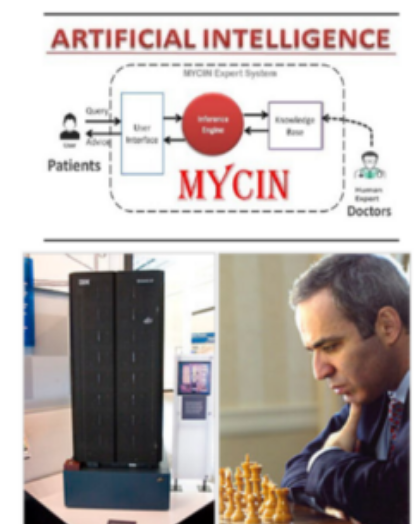 ARTIFICIAL INTELLIGENCE
MYCIN Expert System
Query
Advice
User
Patients
User
Interface
Inference
Engine
Knowledge
Base
MYCIN
Human
Expert
Doctors
IBM